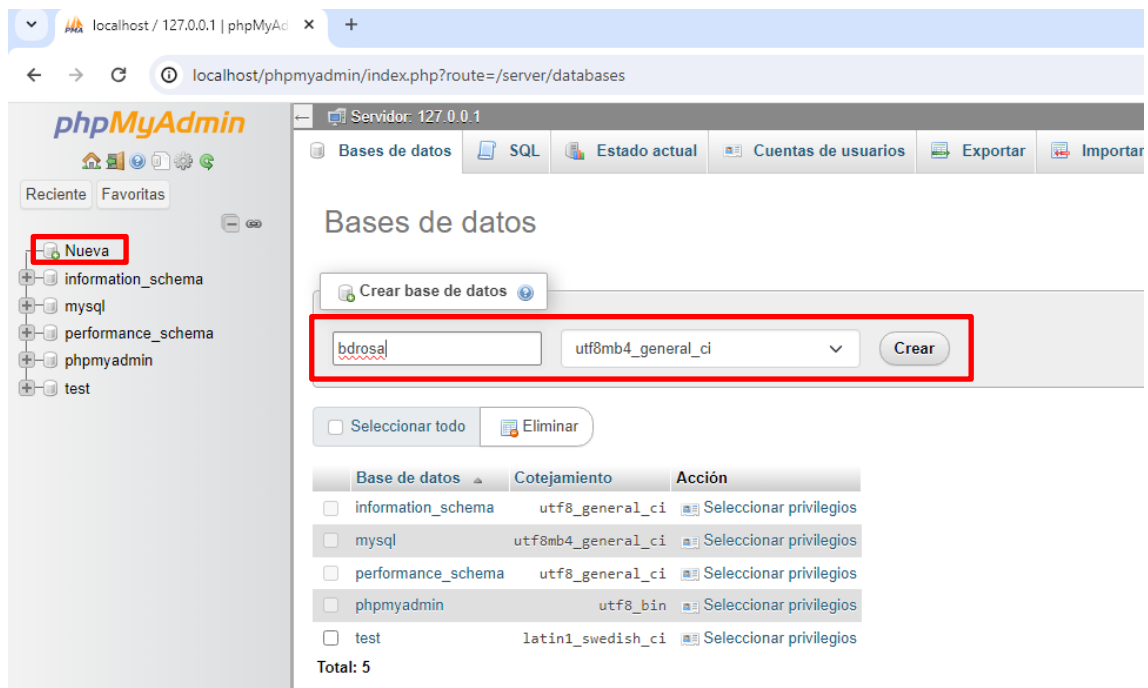 localhost / 127.0.0.1 | phpMyAd
localhost/phpmyadmin/index.php?route=/server/databases
phpMyAdmin
Reciente Favoritas
Nueva
information_schema
mysql
performance_schema
phpmyadmin
test
Servidor: 127.0.0.1
Bases de datos SQL Estado actual Cuentas de usuarios Exportar Importar
Bases de datos
Crear base de datos
bdrosa utf8mb4_general_ci Crear
Seleccionar todo Eliminar
Base de datos Cotejamiento Acción
information_schema utf8_general_ci Seleccionar privilegios
mysql utf8mb4_general_ci Seleccionar privilegios
performance_schema utf8_general_ci Seleccionar privilegios
phpmyadmin utf8_bin Seleccionar privilegios
test latin1_swedish_ci Seleccionar privilegios
Total: 5